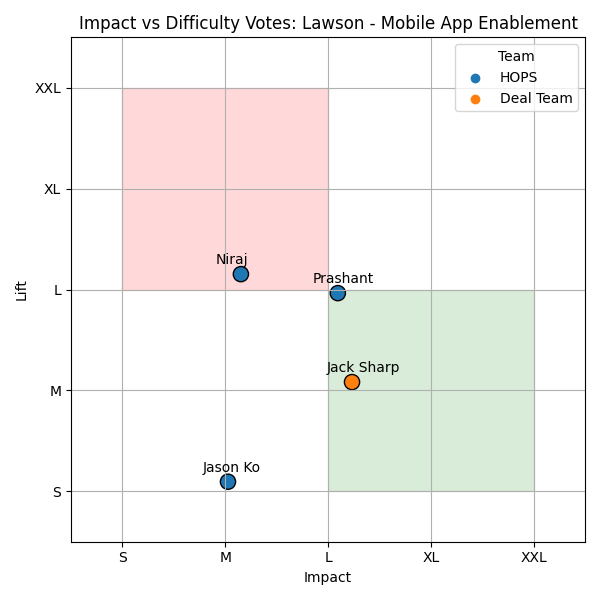 Impact vs Difficulty Votes: Lawson - Mobile App Enablement
Team
HOPS
Deal Team
XXL
XL
L
M
S
Lift
Niraj
Prashant
Jack Sharp
Jason Ko
S
M
L
XL
XXL
Impact